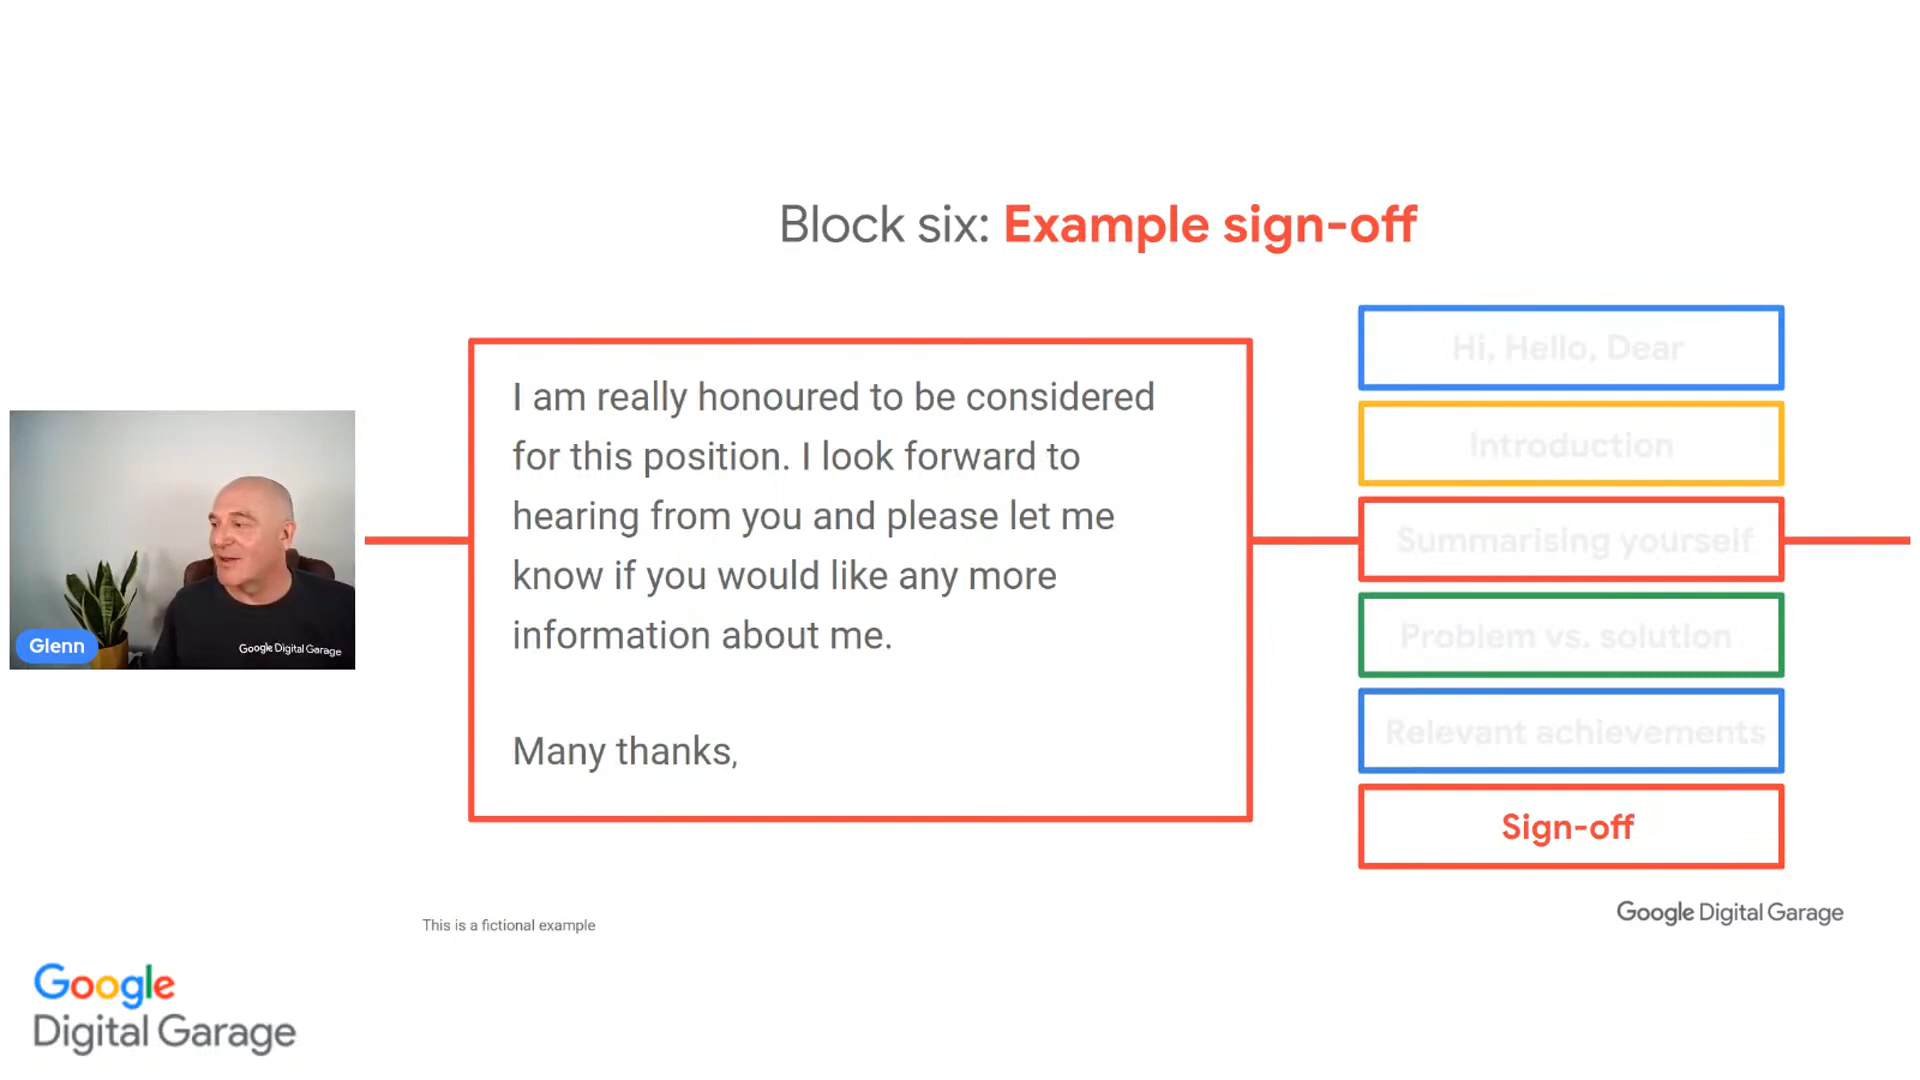 Block six: Example sign-off
I am really honoured to be considered
for this position. I look forward to
hearing from you and please let me
know if you would like any more
information about me.
Many thanks,
Hi, Hello, Dear
Introduction
Summarising yourself
Problem vs. solution
Relevant achievements
Sign-off
Glenn
Google Digital Garage
This is a fictional example
Google Digital Garage
Google
Digital Garage